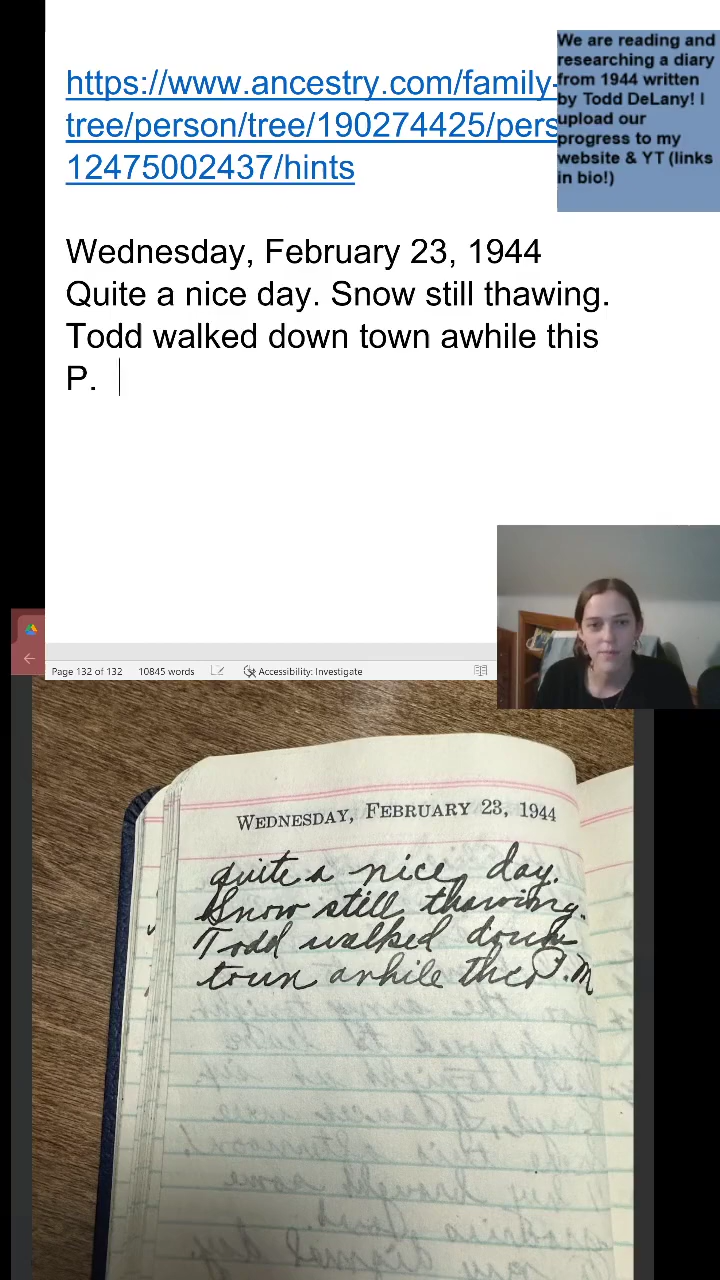 https://www.ancestry.com/family-
tree/person/tree/190274425/pers
12475002437/hints
We are reading and
researching a diary
from 1944 written
by Todd DeLany! I
upload our
progress to my
website & YT (links
in bio!)
Wednesday, February 23, 1944
Quite a nice day. Snow still thawing.
Todd walked down town awhile this
P.
Page 132 of 132 10845 words Accessibility: Investigate
WEDNESDAY, FEBRUARY 23, 1944
quite a nice day.
Snow still thawing.
Todd walked down
town awhile this P.M